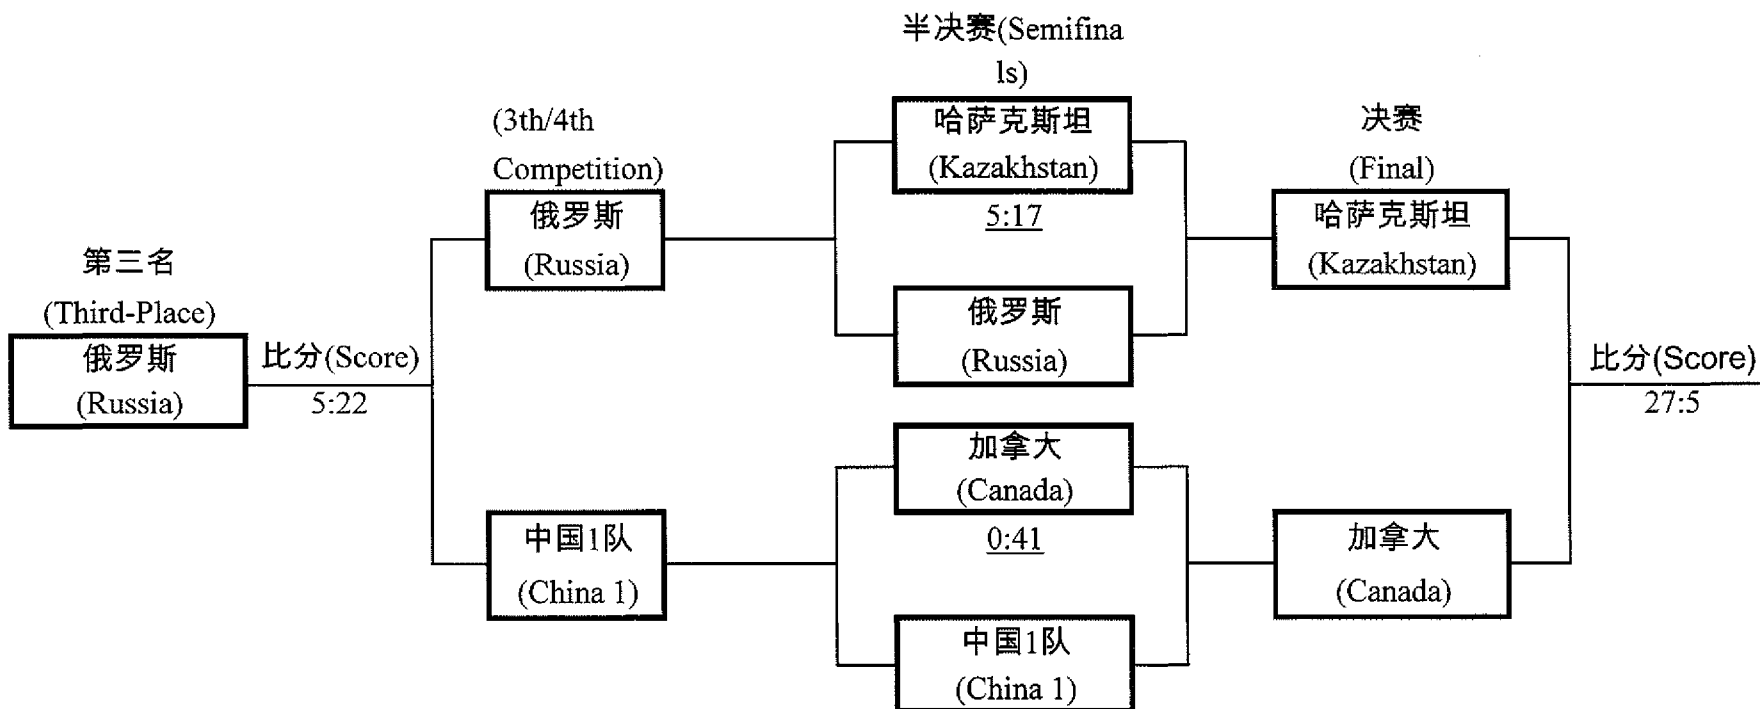 半决赛(Semifina
ls)
哈萨克斯坦
(Kazakhstan)
5:17
俄罗斯
(Russia)
加拿大
(Canada)
0:41
中国1队
(China 1)
(3th/4th
Competition)
俄罗斯
(Russia)
中国1队
(China 1)
第三名
(Third-Place)
俄罗斯
(Russia)
比分(Score)
5:22
决赛
(Final)
哈萨克斯坦
(Kazakhstan)
加拿大
(Canada)
比分(Score)
27:5